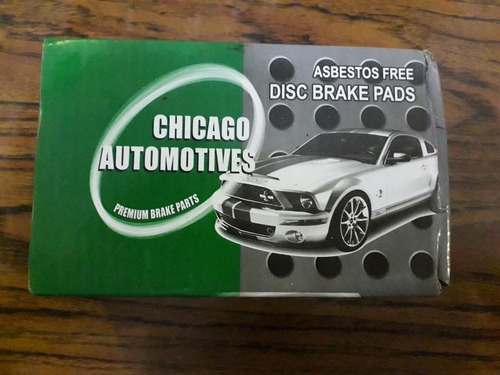 CHICAGO
AUTOMOTIVES
PREMIUM BRAKE PARTS
ASBESTOS FREE
DISC BRAKE PADS